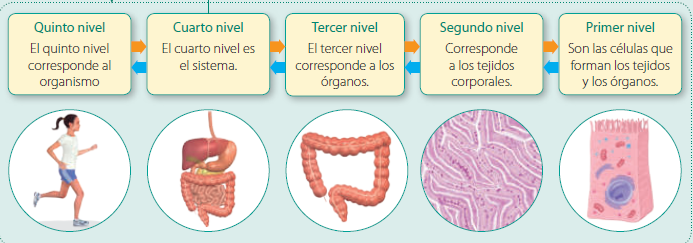 Quinto nivel
El quinto nivel
corresponde al
organismo
Cuarto nivel
El cuarto nivel es
el sistema.
Tercer nivel
El tercer nivel
corresponde a los
órganos.
Segundo nivel
Corresponde
a los tejidos
corporales.
Primer nivel
Son las células que
forman los tejidos
y los órganos.